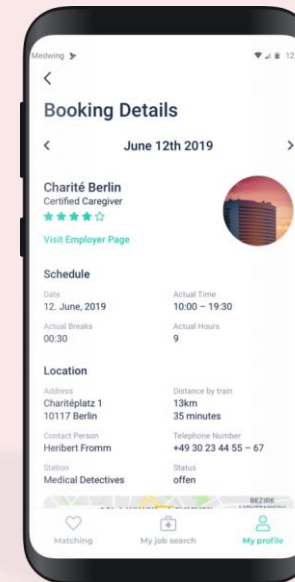 Medwing
12
Booking Details
June 12th 2019
Charité Berlin
Certified Caregiver
Visit Employer Page
Schedule
Date
Actual Time
12. June, 2019
10:00 – 19:30
Actual Breaks
Actual Hours
00:30
9
Location
Address
Distance by train
Charitéplatz 1
13km
10117 Berlin
35 minutes
Contact Person
Telephone Number
Heribert Fromm
+49 30 23 44 55 – 67
Station
Status
Medical Detectives
offen
BEZIRK
Matching
My job search
My profile